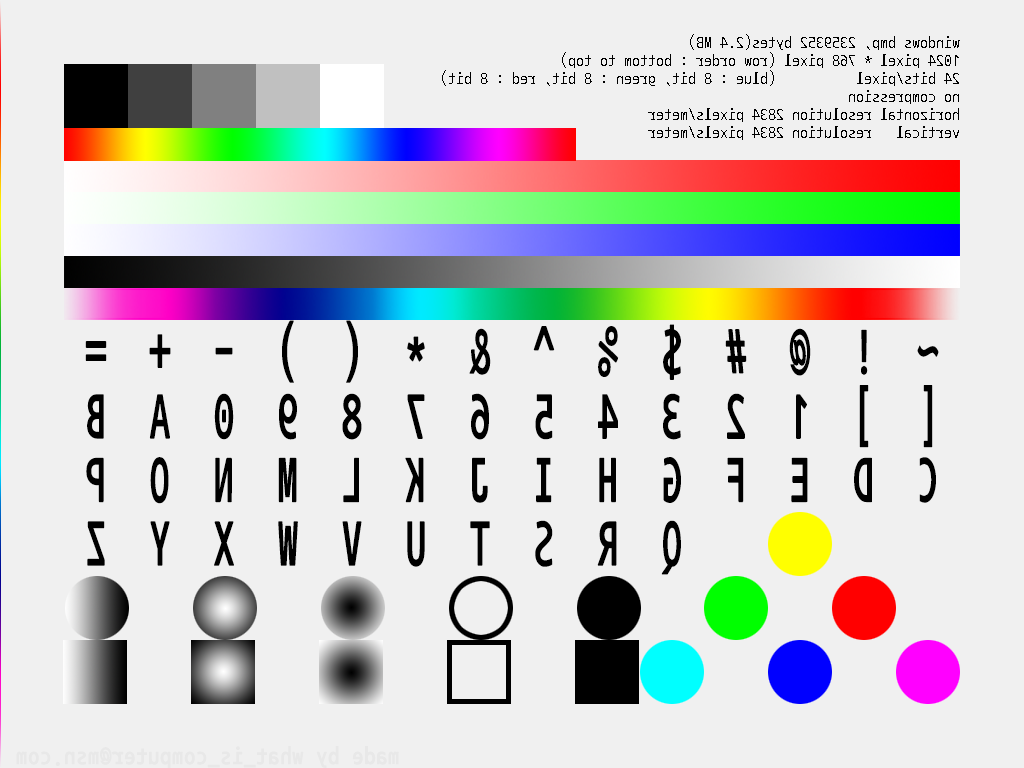 windows bmp, 2359352 bytes(2.4 MB)
1024 pixel * 768 pixel (row order : bottom to top)
24 bits/pixel (blue : 8 bit, green : 8 bit, red : 8 bit)
no compression
horizontal resolution 2834 pixels/meter
vertical resolution 2834 pixels/meter
~ ! @ # $ % ^ & * ( ) - + =
] [ 1 2 3 4 5 6 7 8 9 0 A B
C D E F G H I J K L M N O P
Q R S T U V W X Y Z
made by what_is_computer@msn.com